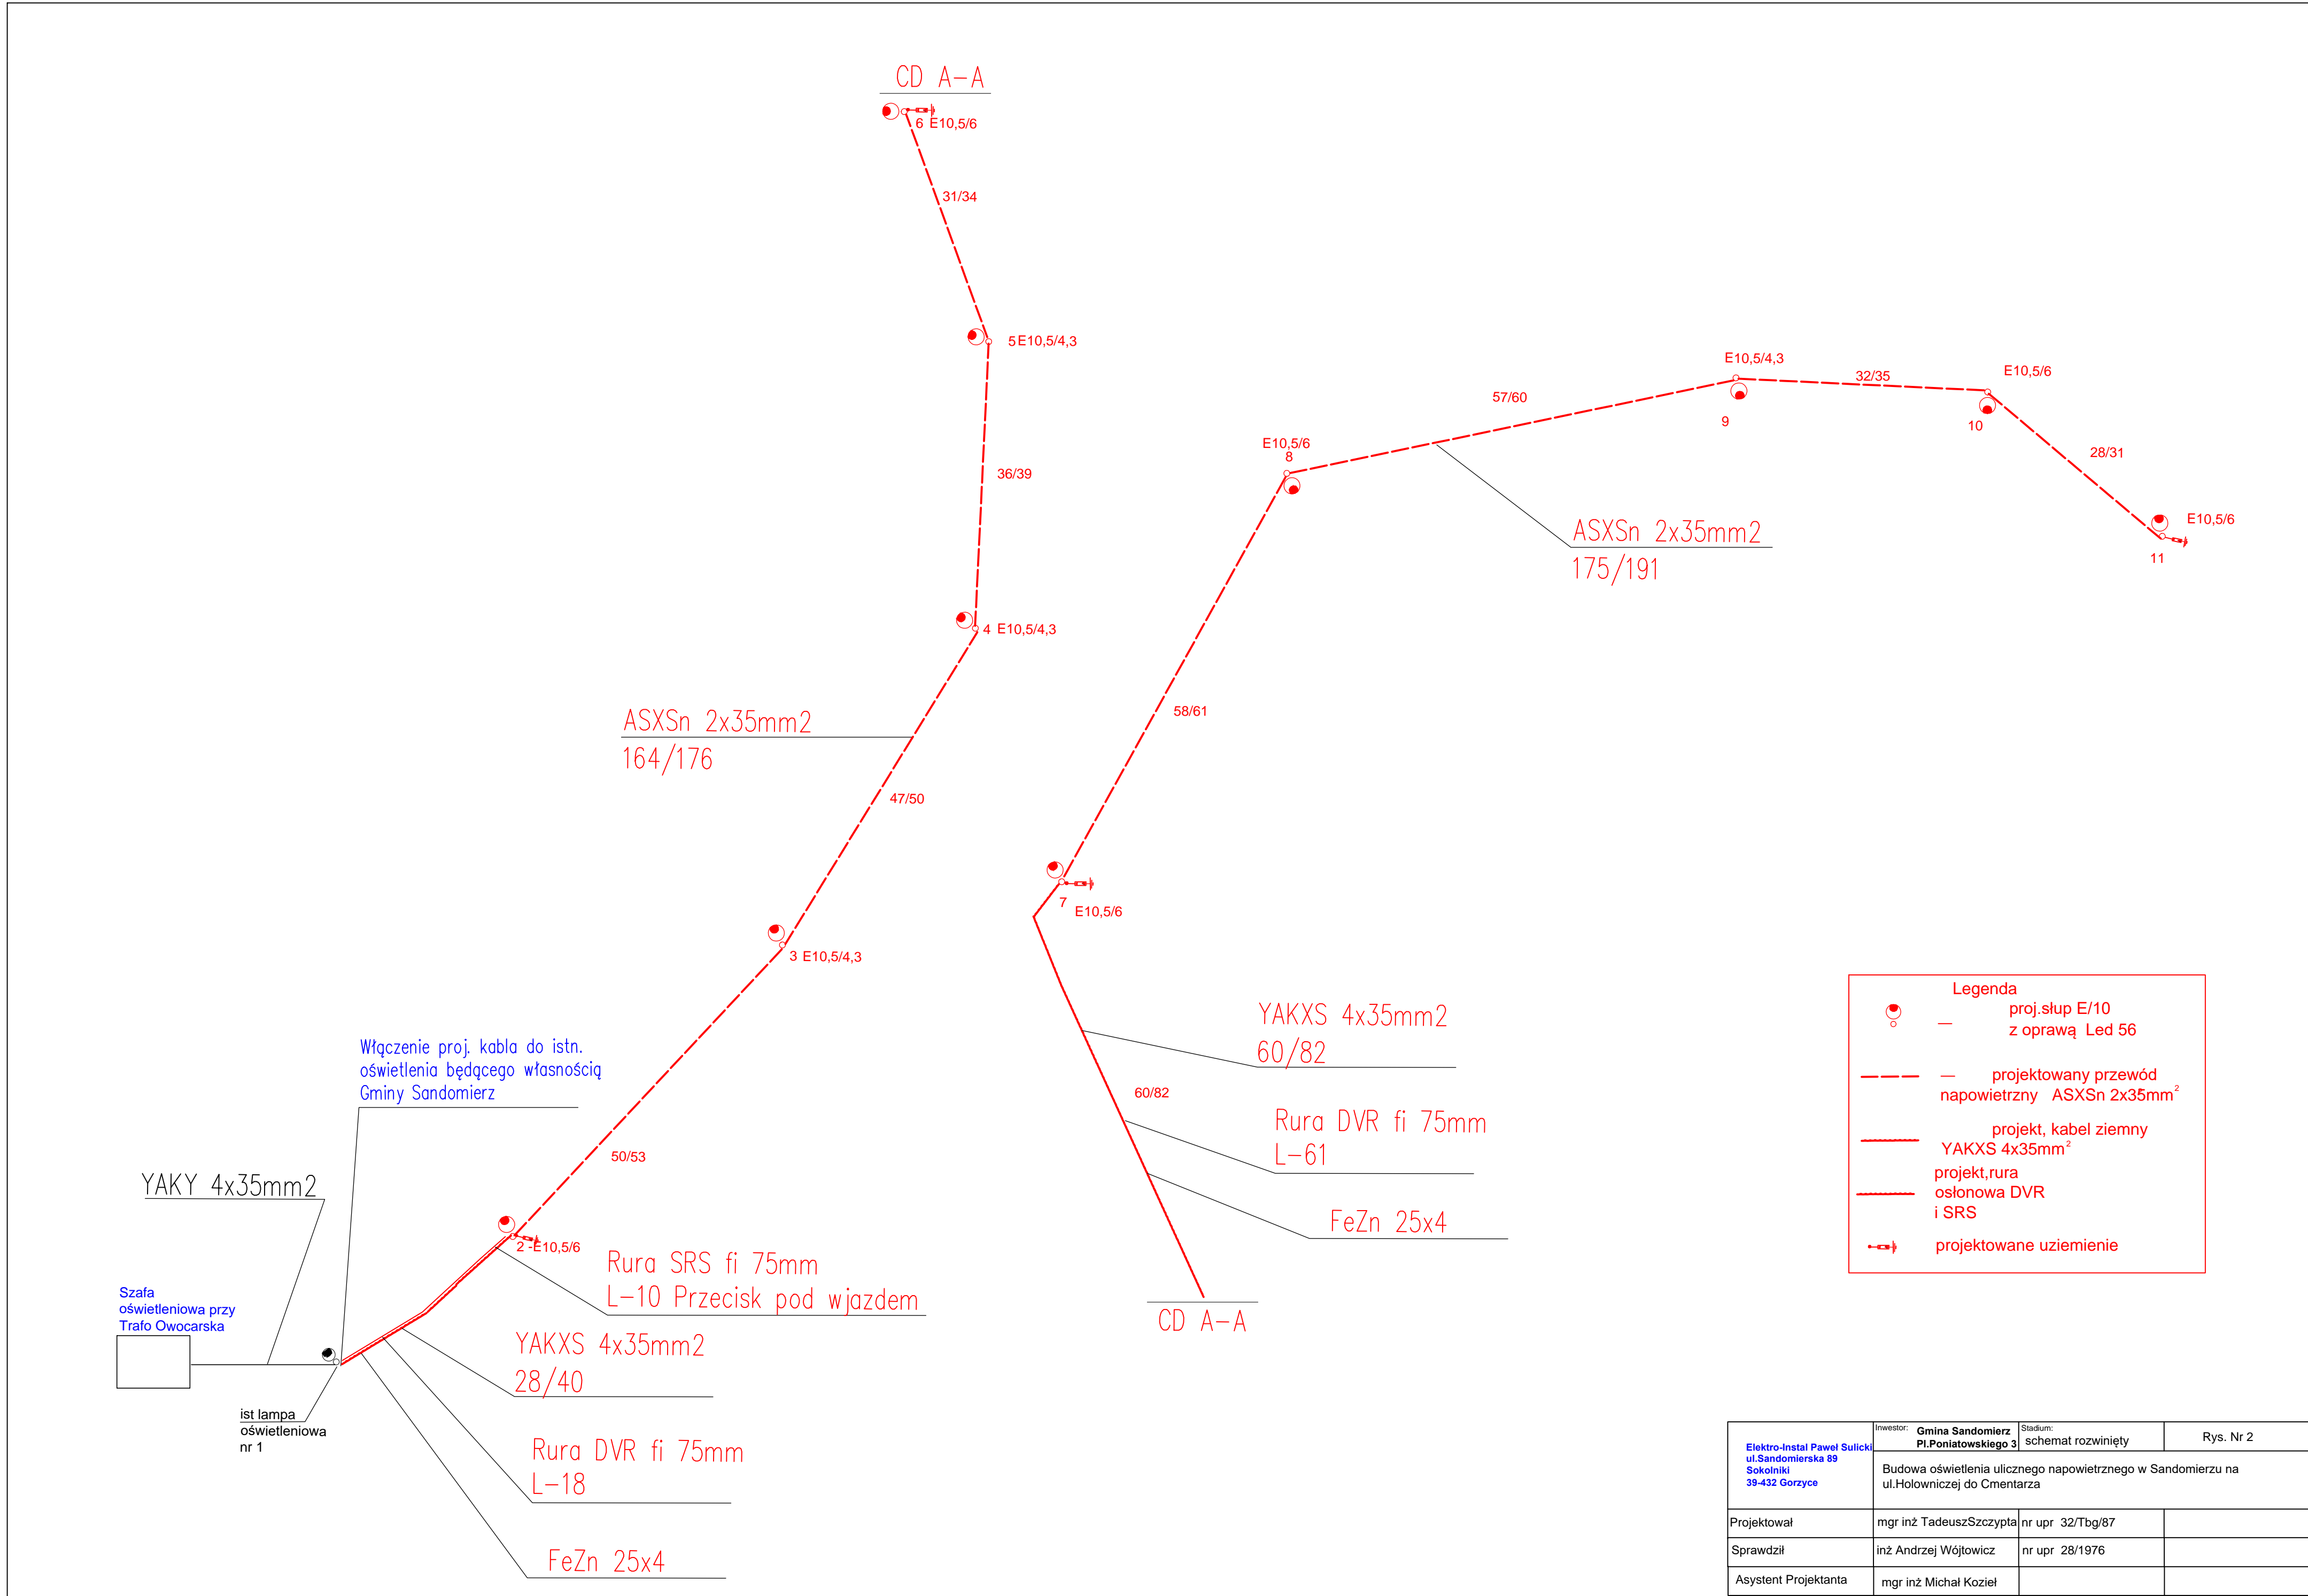 CD A-A
6 E10,5/6
31/34
5E10,5/4,3
36/39
4 E10,5/4,3
ASXSn 2x35mm2
164/176
47/50
3 E10,5/4,3
50/53
Włączenie proj. kabla do istn.
oświetlenia będącego własnością
Gminy Sandomierz
YAKY 4x35mm2
2 -E10,5/6
Szafa
oświetleniowa przy
Trafo Owocarska
ist lampa
oświetleniowa
nr 1
Rura SRS fi 75mm
L-10 Przecisk pod wjazdem
YAKXS 4x35mm2
28/40
Rura DVR fi 75mm
L-18
FeZn 25x4
E10,5/4,3
9
32/35
E10,5/6
10
57/60
E10,5/6
8
28/31
E10,5/6
11
ASXSn 2x35mm2
175/191
58/61
7
E10,5/6
YAKXS 4x35mm2
60/82
60/82
Rura DVR fi 75mm
L-61
FeZn 25x4
CD A-A
Legenda
proj.słup E/10
— z oprawą Led 56
— projektowany przewód
napowietrzny ASXSn 2x35mm²
projekt, kabel ziemny
YAKXS 4x35mm²
projekt,rura
osłonowa DVR
i SRS
projektowane uziemienie
Elektro-Instal Paweł Sulicki
ul.Sandomierska 89
Sokolniki
39-432 Gorzyce
Inwestor: Gmina Sandomierz
Pl.Poniatowskiego 3
Stadium:
schemat rozwinięty
Rys. Nr 2
Budowa oświetlenia ulicznego napowietrznego w Sandomierzu na
ul.Holowniczej do Cmentarza
Projektował mgr inż TadeuszSzczypta nr upr 32/Tbg/87
Sprawdził inż Andrzej Wójtowicz nr upr 28/1976
Asystent Projektanta mgr inż Michał Kozieł